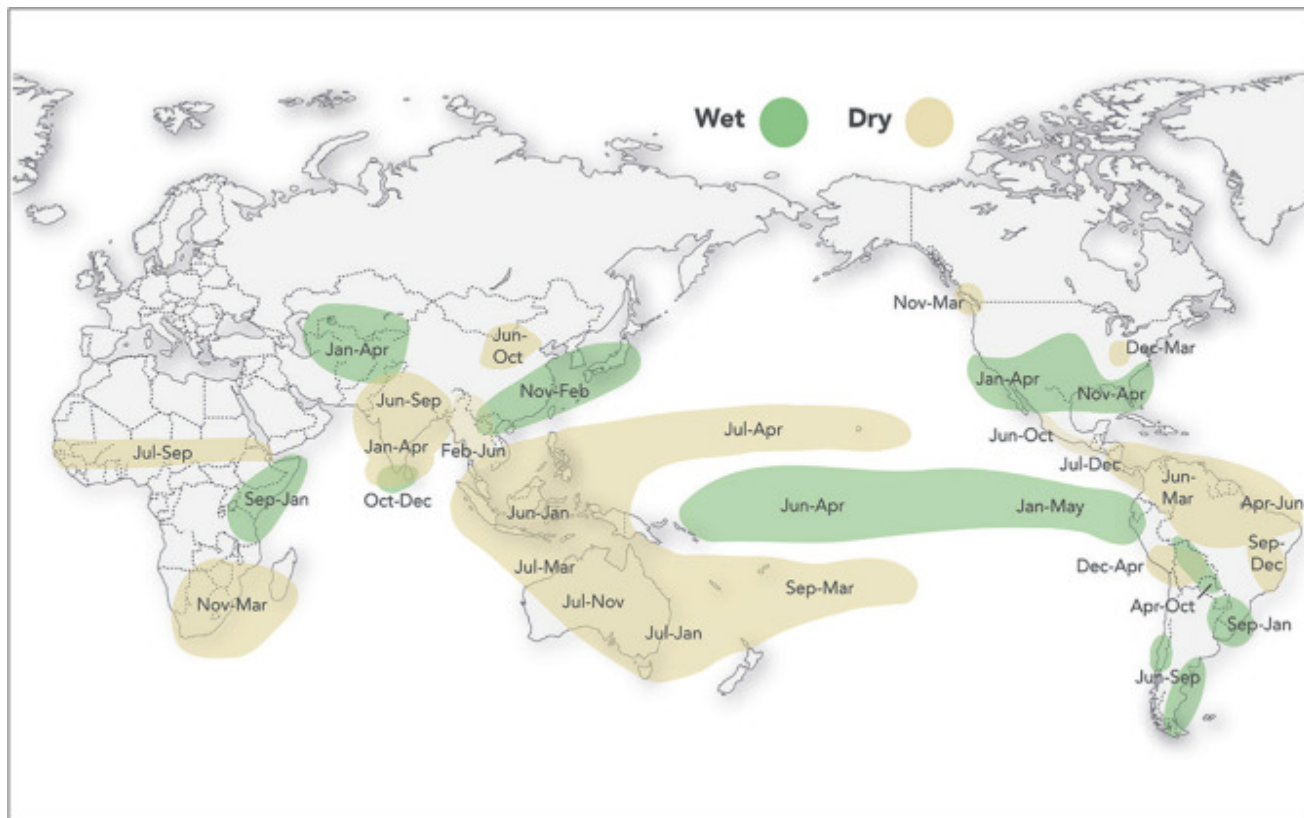 Wet
Dry
Nov-Mar
Jan-Apr
Jun-
Oct
Dec-Mar
Nov-Feb
Jan-Apr
Nov-Apr
Jun-Sep
Jul-Apr
Jun-Oct
Jul-Sep
Jan-Apr
Feb-Jun
Jul-Dec
Jun-
Mar
Sep-Jan
Oct-Dec
Jun-Jan
Jun-Apr
Jan-May
Apr-Jun
Sep-
Dec
Jul-Mar
Dec-Apr
Nov-Mar
Jul-Nov
Sep-Mar
Apr-Oct
Jul-Jan
Sep-Jan
Jun-Sep